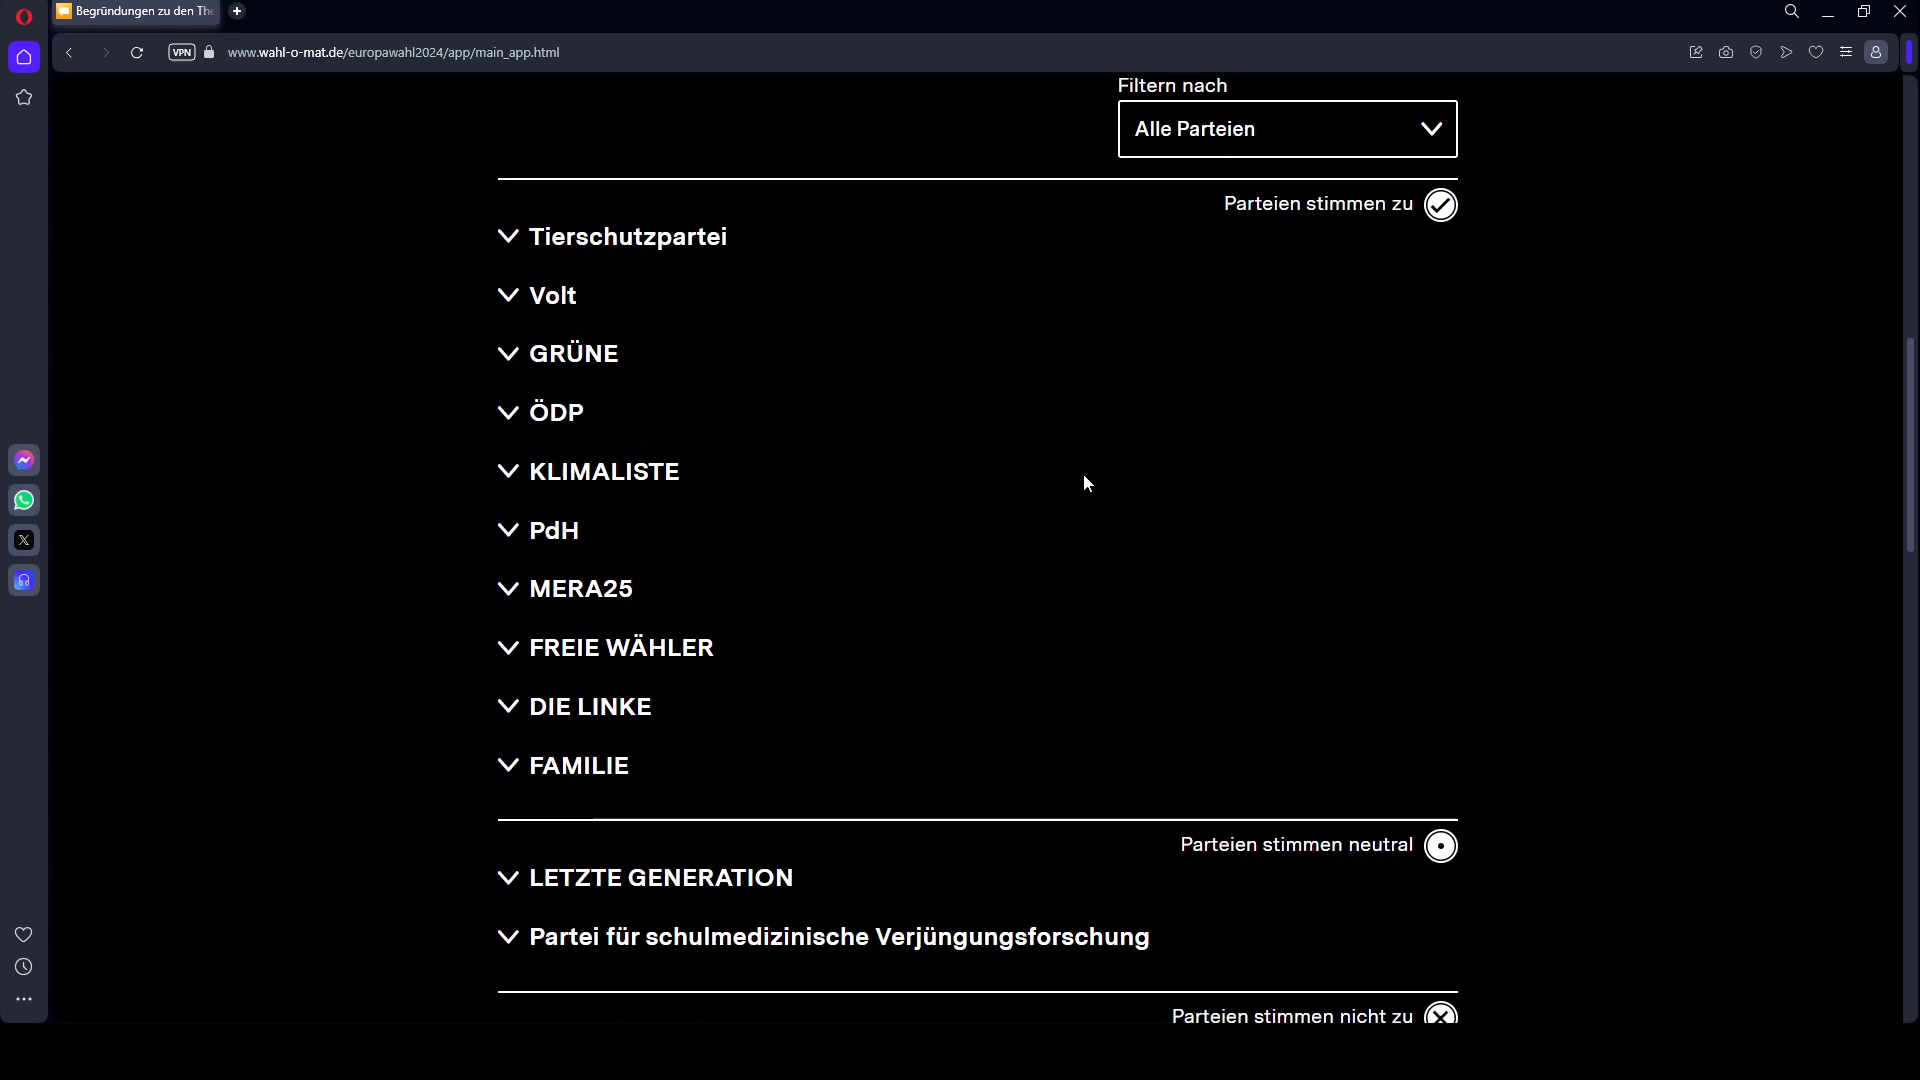 Begründungen zu den Th
VPN
www.wahl-o-mat.de/europawahl2024/app/main_app.html
Filtern nach
Alle Parteien
Parteien stimmen zu
Tierschutzpartei
Volt
GRÜNE
ÖDP
KLIMALISTE
PdH
MERA25
FREIE WÄHLER
DIE LINKE
FAMILIE
Parteien stimmen neutral
LETZTE GENERATION
Partei für schulmedizinische Verjüngungsforschung
Parteien stimmen nicht zu